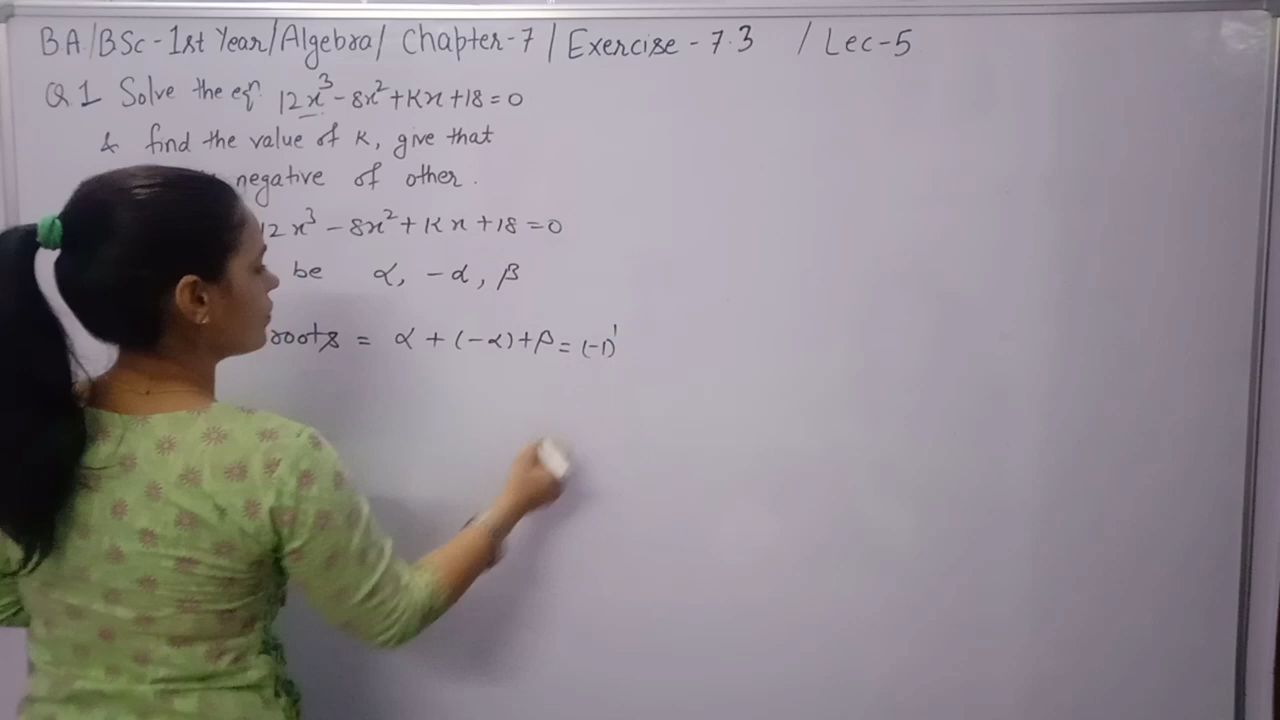 BA/BSc - 1st Year/Algebra/ Chapter-7 / Exercise - 7.3 / Lec-5
Q.1 Solve the eqn. 12x³ - 8x² + Kx + 18 = 0
& find the value of K, give that
negative of other.
12x³ - 8x² + Kx + 18 = 0
be α, -α, β
roots = α + (-α) + β = (-1)¹